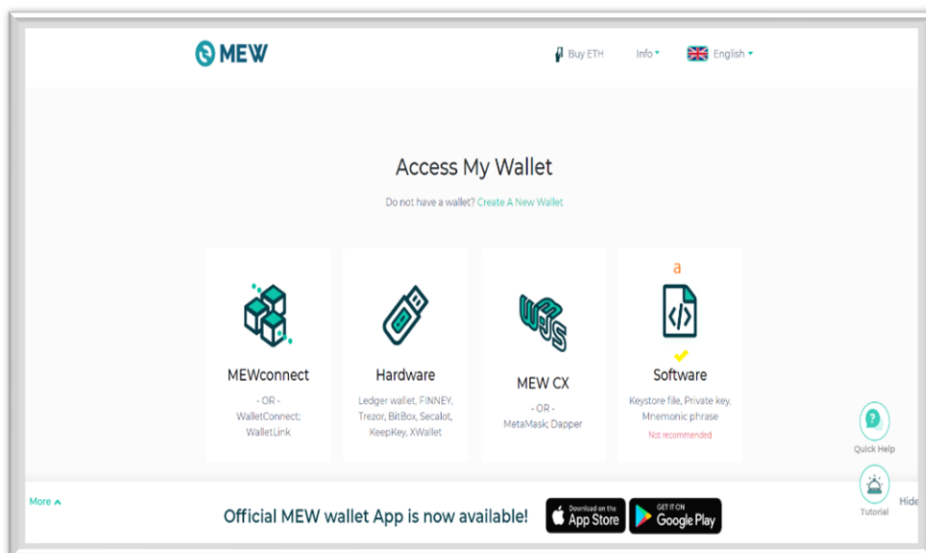 MEW
Buy ETH Info English
Access My Wallet
Do not have a wallet? Create A New Wallet
a
MEWconnect
- OR -
WalletConnect;
WalletLink
Hardware
Ledger wallet, FINNEY,
Trezor, BitBox, Secalot,
KeepKey, XWallet
MEW CX
- OR -
MetaMask; Dapper
Software
Keystore file, Private key,
Mnemonic phrase
Not recommended
Quick Help
Tutorial
More
Hide
Official MEW wallet App is now available!
Download on the
App Store
GET IT ON
Google Play